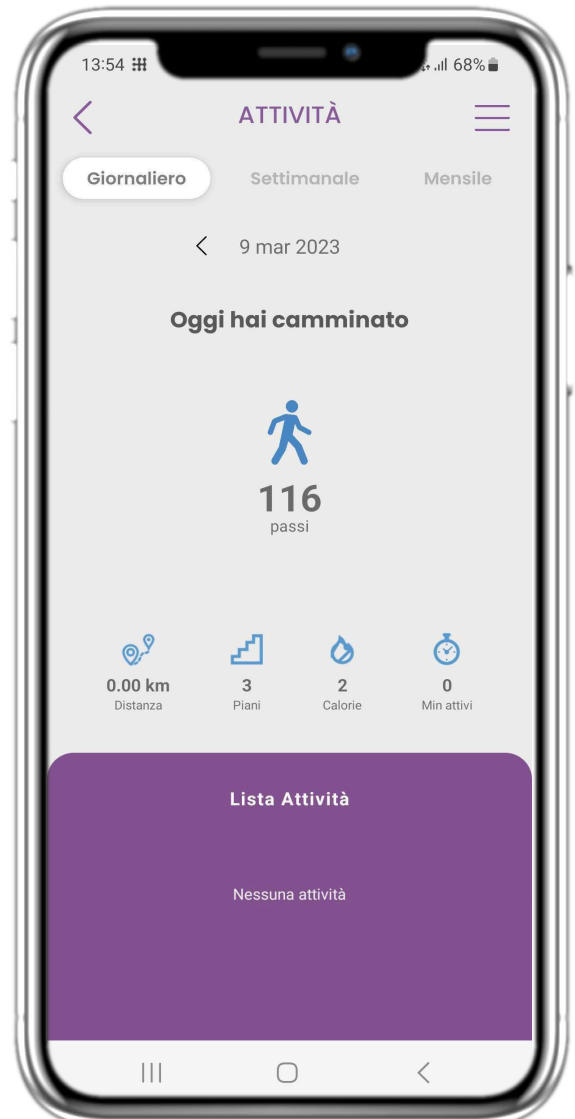 13:54 68%
ATTIVITÀ
Giornaliero Settimanale Mensile
9 mar 2023
Oggi hai camminato
116
passi
0.00 km 3 2 0
Distanza Piani Calorie Min attivi
Lista Attività
Nessuna attività